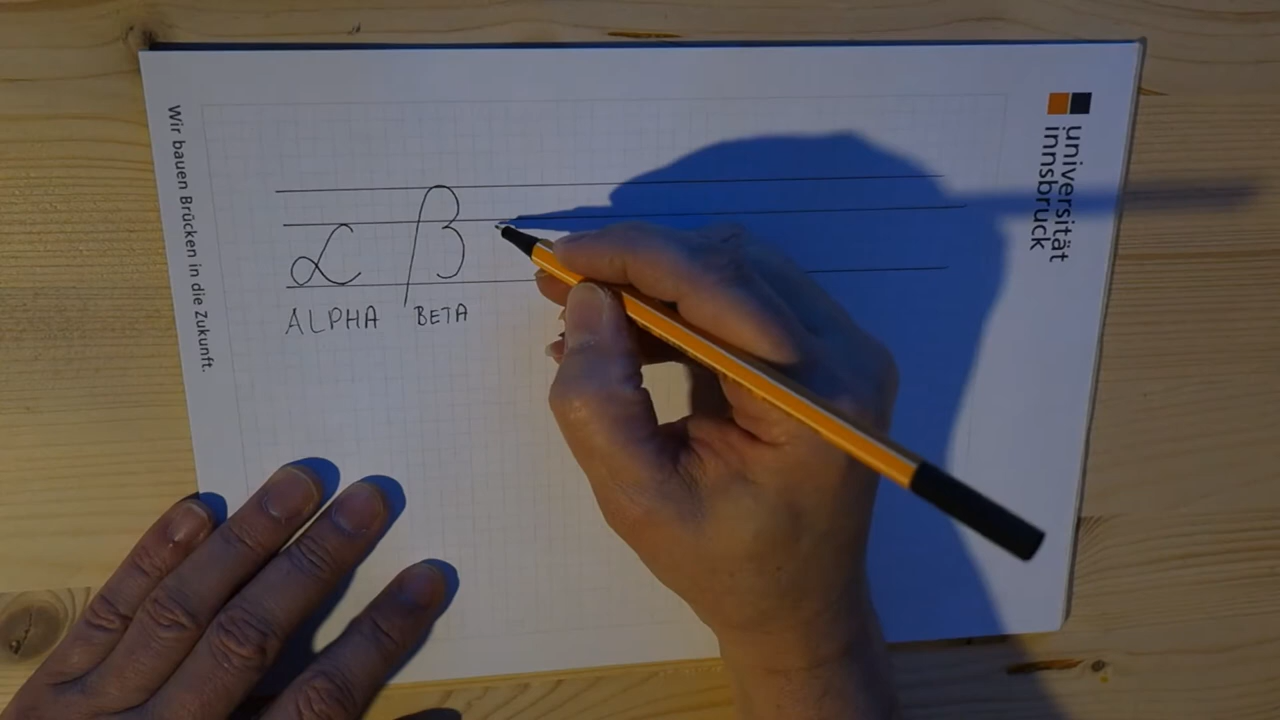 α β
ALPHA BETA
Wir bauen Brücken in die Zukunft.
universität
innsbruck